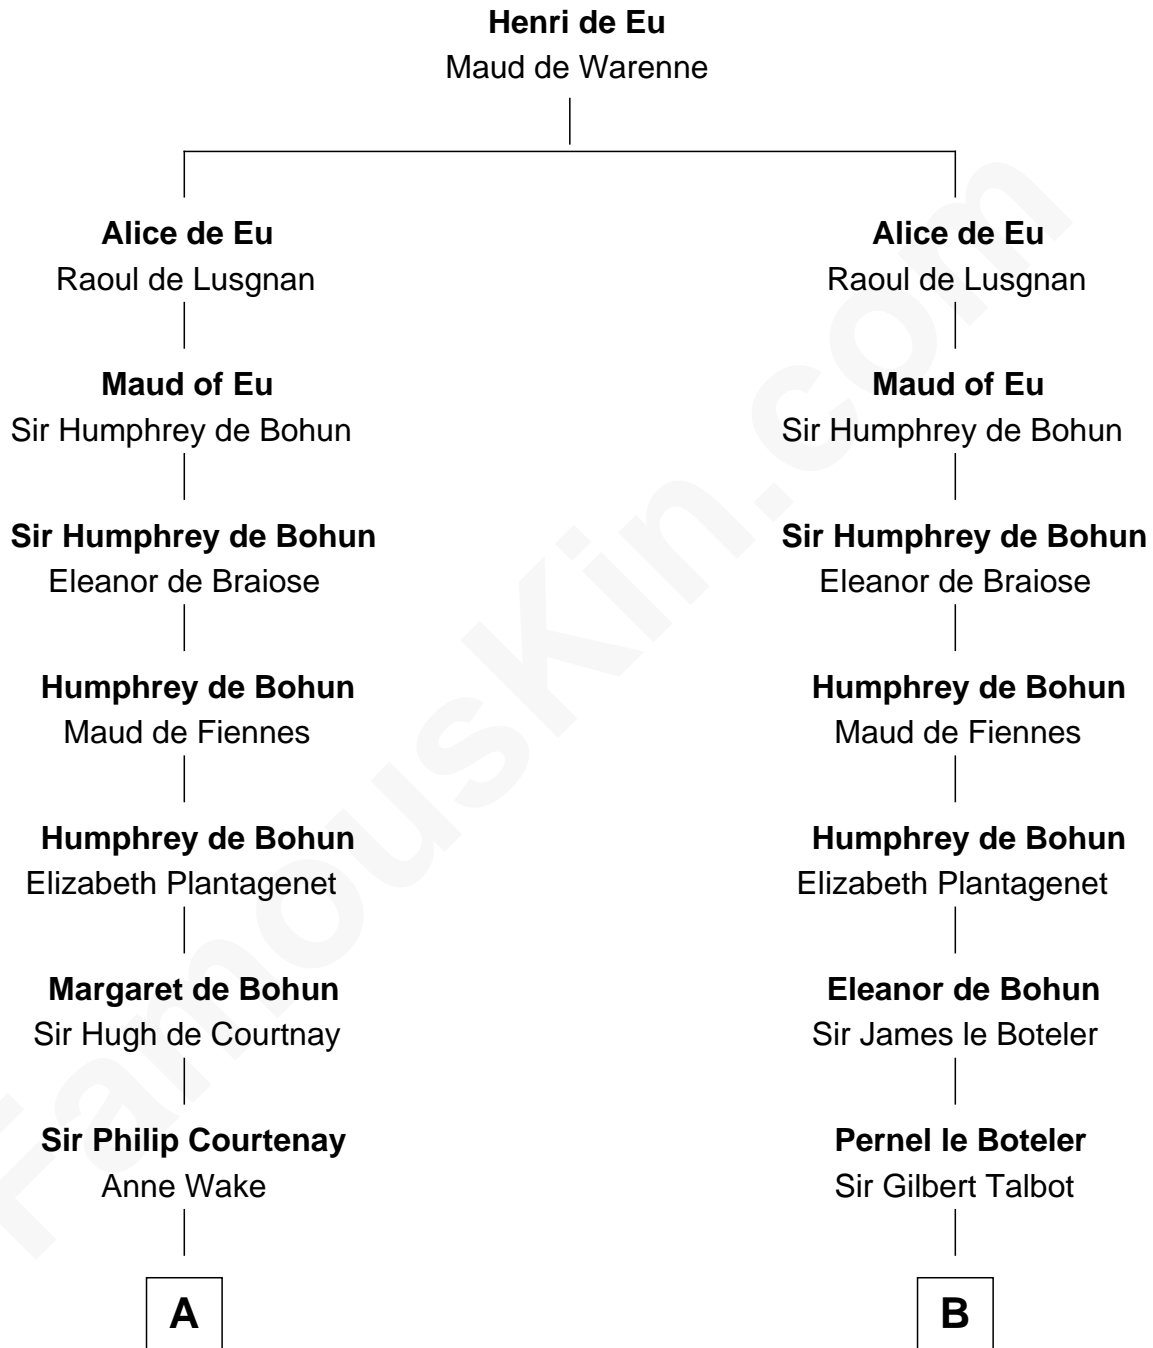 Henri de Eu
Maud de Warenne
Alice de Eu
Raoul de Lusgnan
Alice de Eu
Raoul de Lusgnan
Maud of Eu
Sir Humphrey de Bohun
Maud of Eu
Sir Humphrey de Bohun
Sir Humphrey de Bohun
Eleanor de Braiose
Sir Humphrey de Bohun
Eleanor de Braiose
Humphrey de Bohun
Maud de Fiennes
Humphrey de Bohun
Maud de Fiennes
Humphrey de Bohun
Elizabeth Plantagenet
Humphrey de Bohun
Elizabeth Plantagenet
Margaret de Bohun
Sir Hugh de Courtnay
Eleanor de Bohun
Sir James le Boteler
Sir Philip Courtenay
Anne Wake
Pernel le Boteler
Sir Gilbert Talbot
A
B
FamousKin.com